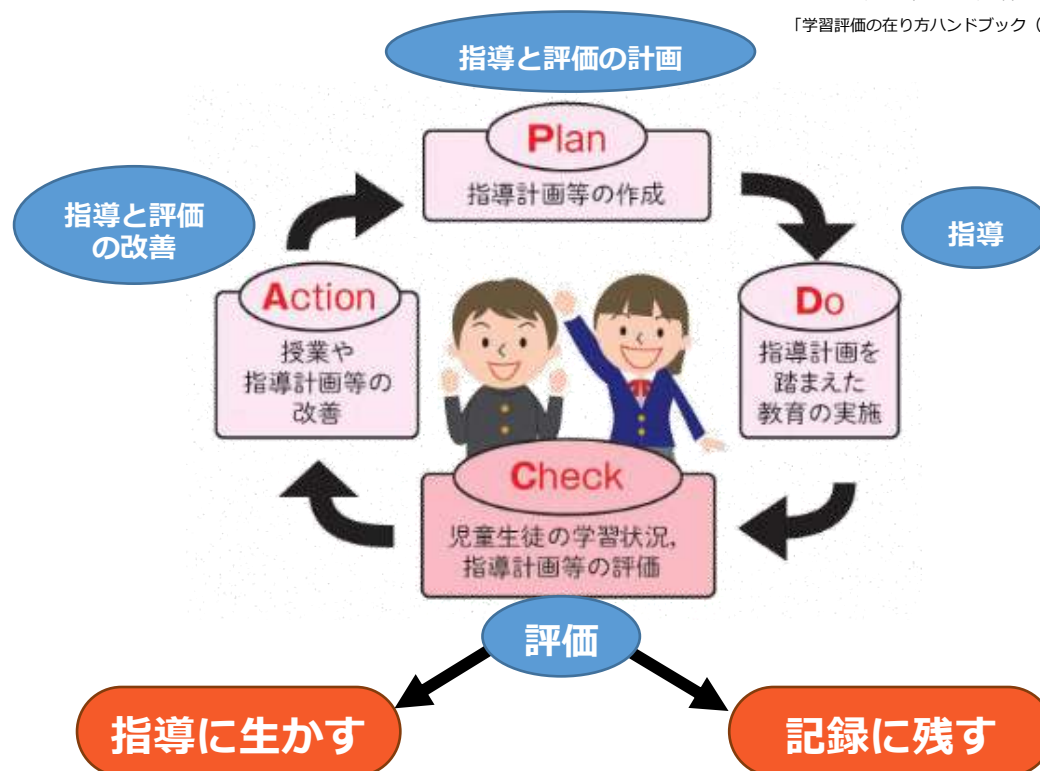 「学習評価の在り方ハンドブック（
指導と評価の計画
Plan
指導計画等の作成
指導と評価
の改善
指導
Action
授業や
指導計画等の
改善
Do
指導計画を
踏まえた
教育の実施
Check
児童生徒の学習状況,
指導計画等の評価
評価
指導に生かす
記録に残す